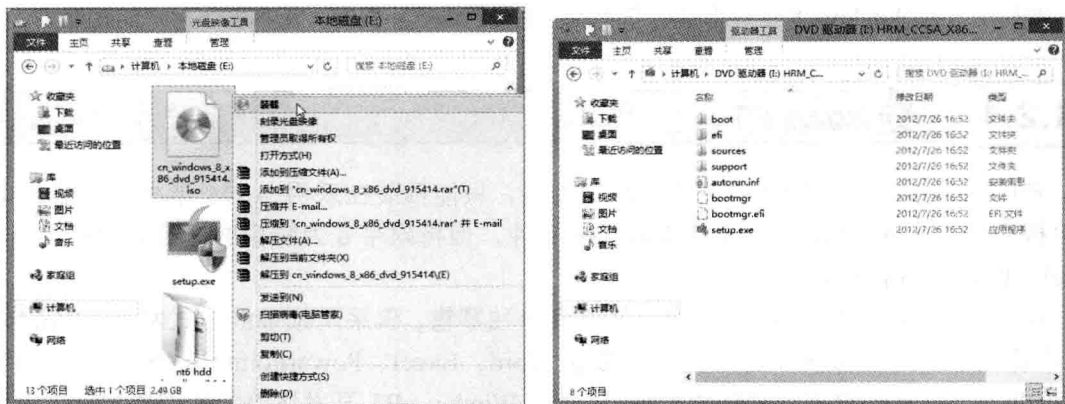 光盘映像工具 本地磁盘 (E:)
文件 主页 共享 查看 管理
计算机 本地磁盘 (E:) 搜索 本地磁盘 (E:)
收藏夹
下载
桌面
最近访问的位置
库
视频
图片
文档
音乐
家庭组
计算机
网络
cn_windows_8_x
86_dvd_915414.
iso
setup.exe
nt6 hdd
装载
刻录光盘映像
管理员取得所有权
打开方式(H)
添加到压缩文件(A)...
添加到 "cn_windows_8_x86_dvd_915414.rar"(T)
压缩并 E-mail...
压缩到 "cn_windows_8_x86_dvd_915414.rar" 并 E-mail
解压文件(A)...
解压到当前文件夹(X)
解压到 cn_windows_8_x86_dvd_915414\(E)
发送到(N)
扫描病毒(电脑管家)
剪切(T)
复制(C)
创建快捷方式(S)
删除(D)
13 个项目 选中 1 个项目 2.49 GB
驱动器工具 DVD 驱动器 (I:) HRM_CCSA_X86...
文件 主页 共享 查看 管理
计算机 DVD 驱动器 (I:) HRM_C... 搜索 DVD 驱动器 (I:) HRM_...
收藏夹
下载
桌面
最近访问的位置
库
视频
图片
文档
音乐
家庭组
计算机
网络
名称 修改日期 类型
boot 2012/7/26 16:52 文件夹
efi 2012/7/26 16:52 文件夹
sources 2012/7/26 16:52 文件夹
support 2012/7/26 16:52 文件夹
autorun.inf 2012/7/26 16:52 安装信息
bootmgr 2012/7/26 16:52 文件
bootmgr.efi 2012/7/26 16:52 EFI 文件
setup.exe 2012/7/26 16:52 应用程序
8 个项目